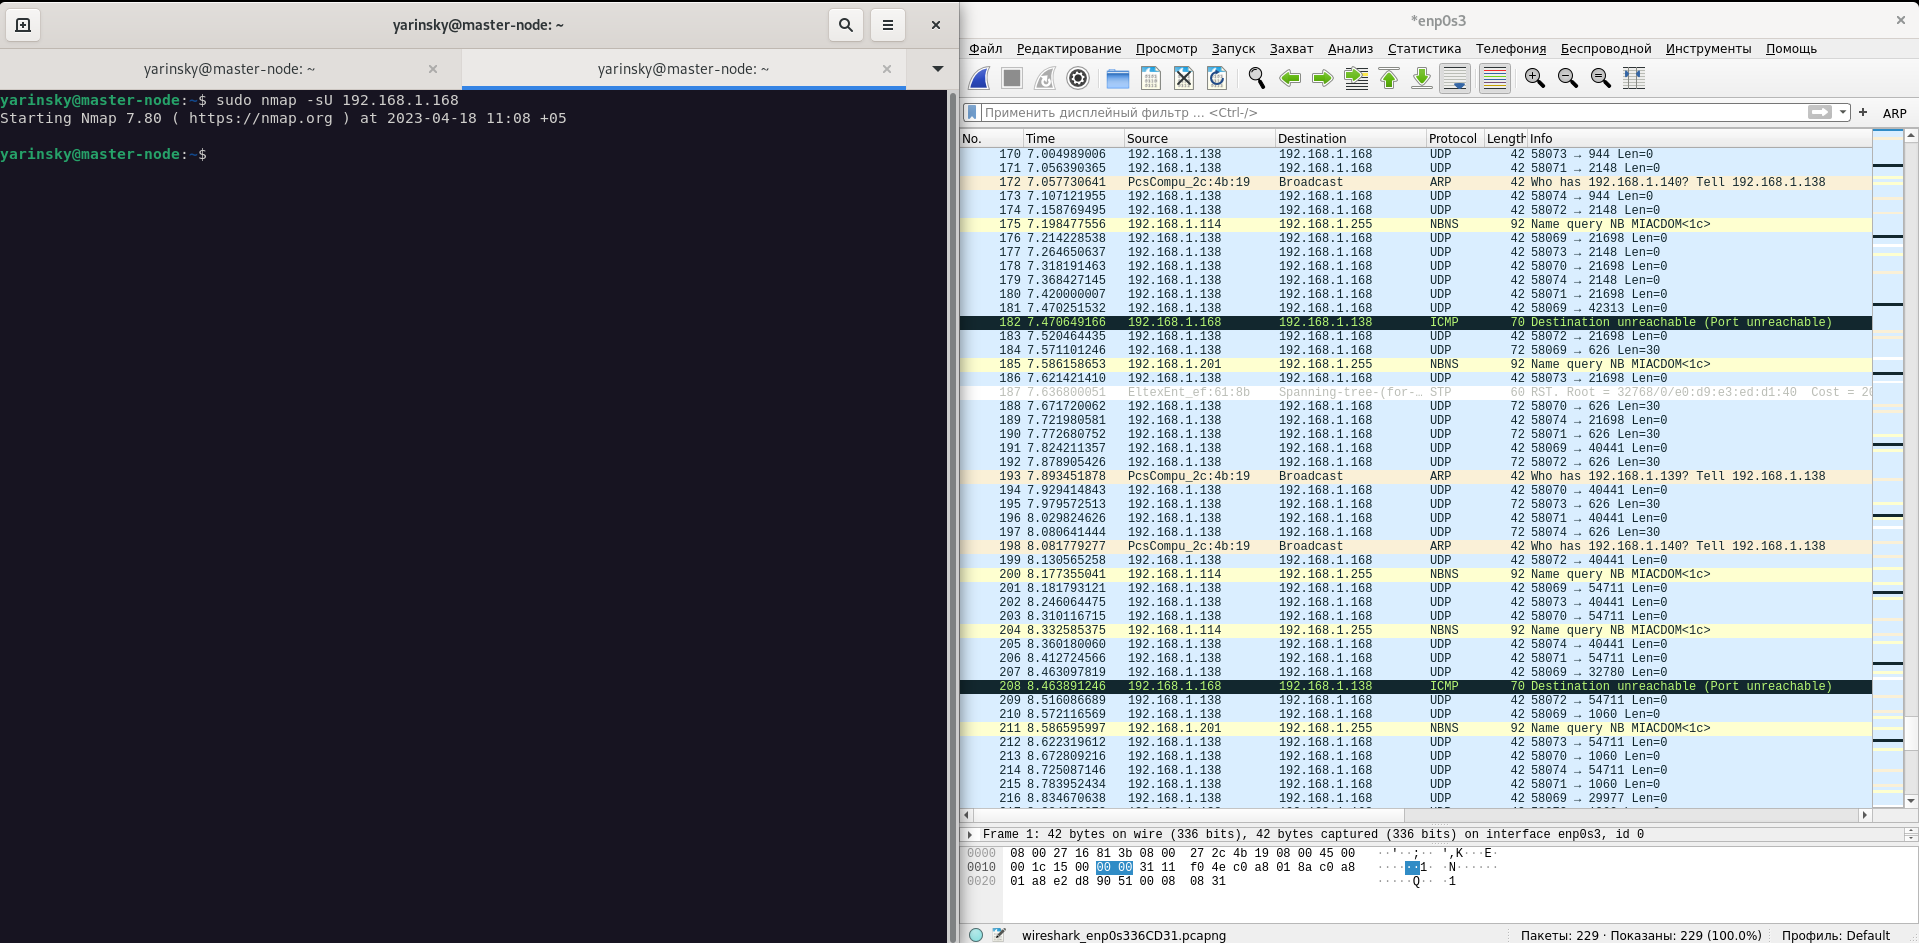 yarinsky@master-node: ~
yarinsky@master-node: ~
yarinsky@master-node: ~
yarinsky@master-node:~$ sudo nmap -sU 192.168.1.168
Starting Nmap 7.80 ( https://nmap.org ) at 2023-04-18 11:08 +05
yarinsky@master-node:~$
*enp0s3
Файл Редактирование Просмотр Запуск Захват Анализ Статистика Телефония Беспроводной Инструменты Помощь
Применить дисплейный фильтр ... <Ctrl-/> ARP
No. Time Source Destination Protocol Length Info
170 7.004989006 192.168.1.138 192.168.1.168 UDP 42 58073 → 944 Len=0
171 7.056390365 192.168.1.138 192.168.1.168 UDP 42 58071 → 2148 Len=0
172 7.057730641 PcsCompu_2c:4b:19 Broadcast ARP 42 Who has 192.168.1.140? Tell 192.168.1.138
173 7.107121955 192.168.1.138 192.168.1.168 UDP 42 58074 → 944 Len=0
174 7.158769495 192.168.1.138 192.168.1.168 UDP 42 58072 → 2148 Len=0
175 7.198477556 192.168.1.114 192.168.1.255 NBNS 92 Name query NB MIACDOM<1c>
176 7.214228538 192.168.1.138 192.168.1.168 UDP 42 58069 → 21698 Len=0
177 7.264650637 192.168.1.138 192.168.1.168 UDP 42 58073 → 2148 Len=0
178 7.318191463 192.168.1.138 192.168.1.168 UDP 42 58070 → 21698 Len=0
179 7.368427145 192.168.1.138 192.168.1.168 UDP 42 58074 → 2148 Len=0
180 7.420000007 192.168.1.138 192.168.1.168 UDP 42 58071 → 21698 Len=0
181 7.470251532 192.168.1.138 192.168.1.168 UDP 42 58069 → 42313 Len=0
182 7.470649166 192.168.1.168 192.168.1.138 ICMP 70 Destination unreachable (Port unreachable)
183 7.520464435 192.168.1.138 192.168.1.168 UDP 42 58072 → 21698 Len=0
184 7.571101246 192.168.1.138 192.168.1.168 UDP 72 58069 → 626 Len=30
185 7.586158653 192.168.1.201 192.168.1.255 NBNS 92 Name query NB MIACDOM<1c>
186 7.621421410 192.168.1.138 192.168.1.168 UDP 42 58073 → 21698 Len=0
187 7.636800051 EltexEnt_ef:61:8b Spanning-tree-(for-… STP 60 RST. Root = 32768/0/e0:d9:e3:ed:d1:40 Cost = 20
188 7.671720062 192.168.1.138 192.168.1.168 UDP 72 58070 → 626 Len=30
189 7.721980581 192.168.1.138 192.168.1.168 UDP 42 58074 → 21698 Len=0
190 7.772680752 192.168.1.138 192.168.1.168 UDP 72 58071 → 626 Len=30
191 7.824211357 192.168.1.138 192.168.1.168 UDP 42 58069 → 40441 Len=0
192 7.878905426 192.168.1.138 192.168.1.168 UDP 72 58072 → 626 Len=30
193 7.893451878 PcsCompu_2c:4b:19 Broadcast ARP 42 Who has 192.168.1.139? Tell 192.168.1.138
194 7.929414843 192.168.1.138 192.168.1.168 UDP 42 58070 → 40441 Len=0
195 7.979572513 192.168.1.138 192.168.1.168 UDP 72 58073 → 626 Len=30
196 8.029824626 192.168.1.138 192.168.1.168 UDP 42 58071 → 40441 Len=0
197 8.080641444 192.168.1.138 192.168.1.168 UDP 72 58074 → 626 Len=30
198 8.081779277 PcsCompu_2c:4b:19 Broadcast ARP 42 Who has 192.168.1.140? Tell 192.168.1.138
199 8.130565258 192.168.1.138 192.168.1.168 UDP 42 58072 → 40441 Len=0
200 8.177355041 192.168.1.114 192.168.1.255 NBNS 92 Name query NB MIACDOM<1c>
201 8.181793121 192.168.1.138 192.168.1.168 UDP 42 58069 → 54711 Len=0
202 8.246064475 192.168.1.138 192.168.1.168 UDP 42 58073 → 40441 Len=0
203 8.310116715 192.168.1.138 192.168.1.168 UDP 42 58070 → 54711 Len=0
204 8.332585375 192.168.1.114 192.168.1.255 NBNS 92 Name query NB MIACDOM<1c>
205 8.360180060 192.168.1.138 192.168.1.168 UDP 42 58074 → 40441 Len=0
206 8.412724566 192.168.1.138 192.168.1.168 UDP 42 58071 → 54711 Len=0
207 8.463097819 192.168.1.138 192.168.1.168 UDP 42 58069 → 32780 Len=0
208 8.463891246 192.168.1.168 192.168.1.138 ICMP 70 Destination unreachable (Port unreachable)
209 8.516086689 192.168.1.138 192.168.1.168 UDP 42 58072 → 54711 Len=0
210 8.572116569 192.168.1.138 192.168.1.168 UDP 42 58069 → 1060 Len=0
211 8.586595997 192.168.1.201 192.168.1.255 NBNS 92 Name query NB MIACDOM<1c>
212 8.622319612 192.168.1.138 192.168.1.168 UDP 42 58073 → 54711 Len=0
213 8.672809216 192.168.1.138 192.168.1.168 UDP 42 58070 → 1060 Len=0
214 8.725087146 192.168.1.138 192.168.1.168 UDP 42 58074 → 54711 Len=0
215 8.783952434 192.168.1.138 192.168.1.168 UDP 42 58071 → 1060 Len=0
216 8.834670638 192.168.1.138 192.168.1.168 UDP 42 58069 → 29977 Len=0
Frame 1: 42 bytes on wire (336 bits), 42 bytes captured (336 bits) on interface enp0s3, id 0
0000 08 00 27 16 81 3b 08 00 27 2c 4b 19 08 00 45 00 ··'··;·· ',K···E·
0010 00 1c 15 00 00 00 31 11 f0 4e c0 a8 01 8a c0 a8 ······1· ·N······
0020 01 a8 e2 d8 90 51 00 08 08 31 ·····Q·· ·1
wireshark_enp0s336CD31.pcapng Пакеты: 229 · Показаны: 229 (100.0%) Профиль: Default